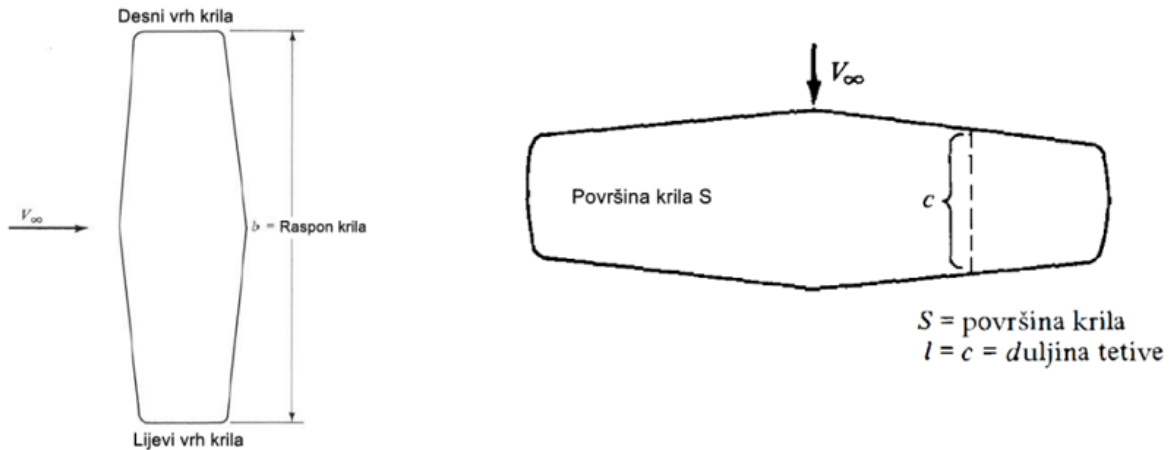 Desni vrh krila
V∞
b = Raspon krila
Lijevi vrh krila
V∞
Površina krila S
c
S = površina krila
l = c = duljina tetive